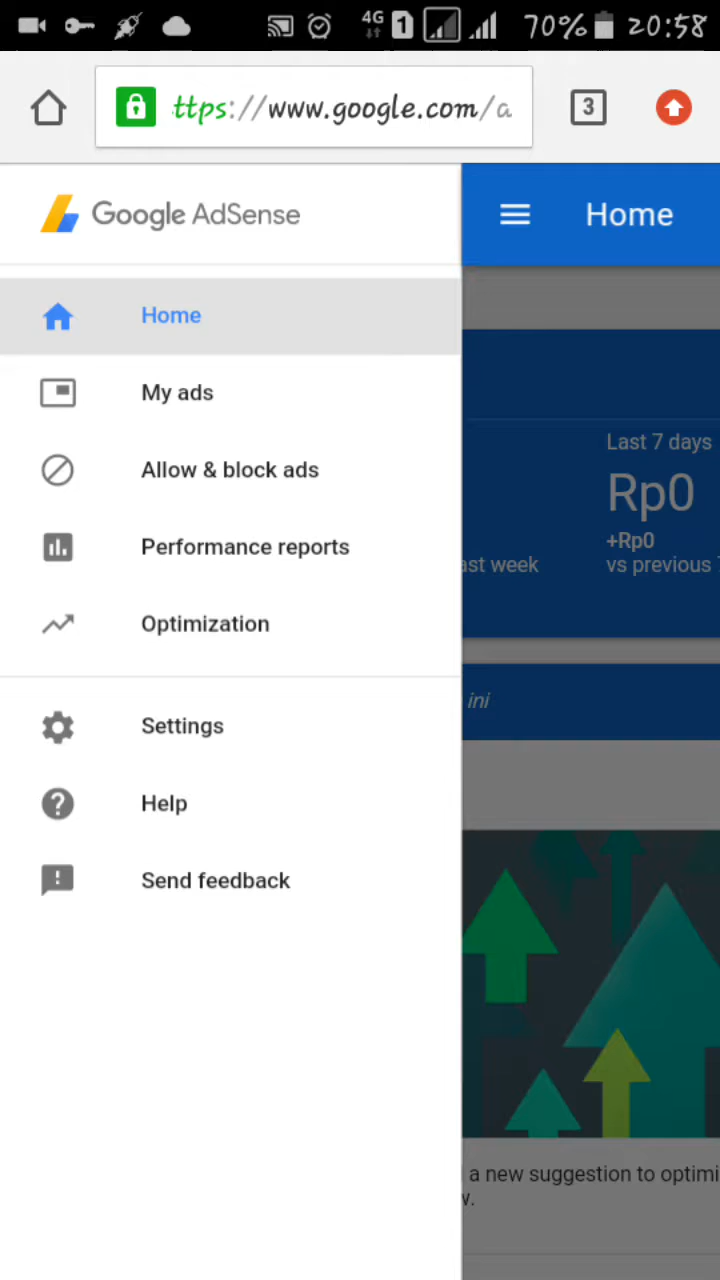 4G
1
70%
20:58
ttps://www.google.com/a
3
Google AdSense
Home
Home
My ads
Allow & block ads
Performance reports
Optimization
Settings
Help
Send feedback
Last 7 days
Rp0
+Rp0
ast week
vs previous 7
ini
a new suggestion to optimi
w.